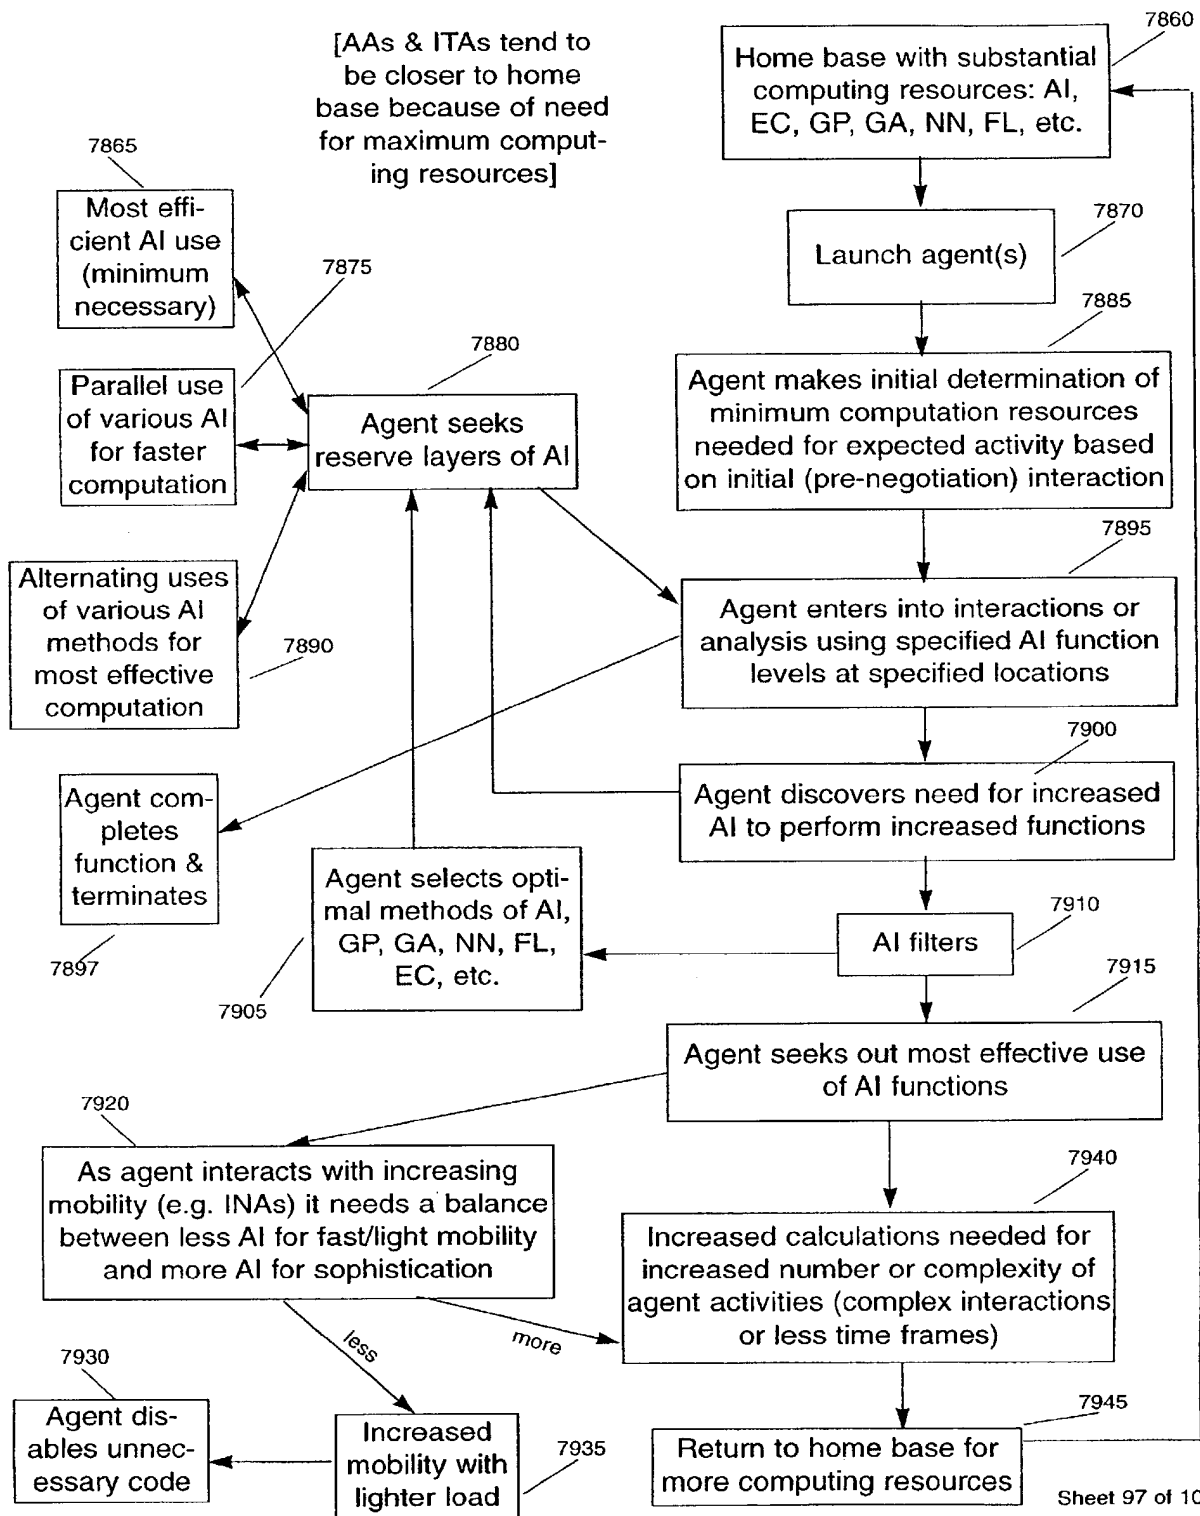 [AAs & ITAs tend to
be closer to home
base because of need
for maximum comput-
ing resources]
7860
Home base with substantial
computing resources: AI,
EC, GP, GA, NN, FL, etc.
7865
Most effi-
cient AI use
(minimum
necessary)
7870
Launch agent(s)
7875
Parallel use
of various AI
for faster
computation
7880
Agent seeks
reserve layers of AI
7885
Agent makes initial determination of
minimum computation resources
needed for expected activity based
on initial (pre-negotiation) interaction
Alternating uses
of various AI
methods for
most effective
computation
7890
7895
Agent enters into interactions or
analysis using specified AI function
levels at specified locations
Agent com-
pletes
function &
terminates
7897
7900
Agent discovers need for increased
AI to perform increased functions
Agent selects opti-
mal methods of AI,
GP, GA, NN, FL,
EC, etc.
7905
7910
AI filters
7915
Agent seeks out most effective use
of AI functions
7920
As agent interacts with increasing
mobility (e.g. INAs) it needs a balance
between less AI for fast/light mobility
and more AI for sophistication
7940
Increased calculations needed for
increased number or complexity of
agent activities (complex interactions
or less time frames)
less
more
7930
Agent dis-
ables unnec-
essary code
Increased
mobility with
lighter load
7935
7945
Return to home base for
more computing resources
Sheet 97 of 10